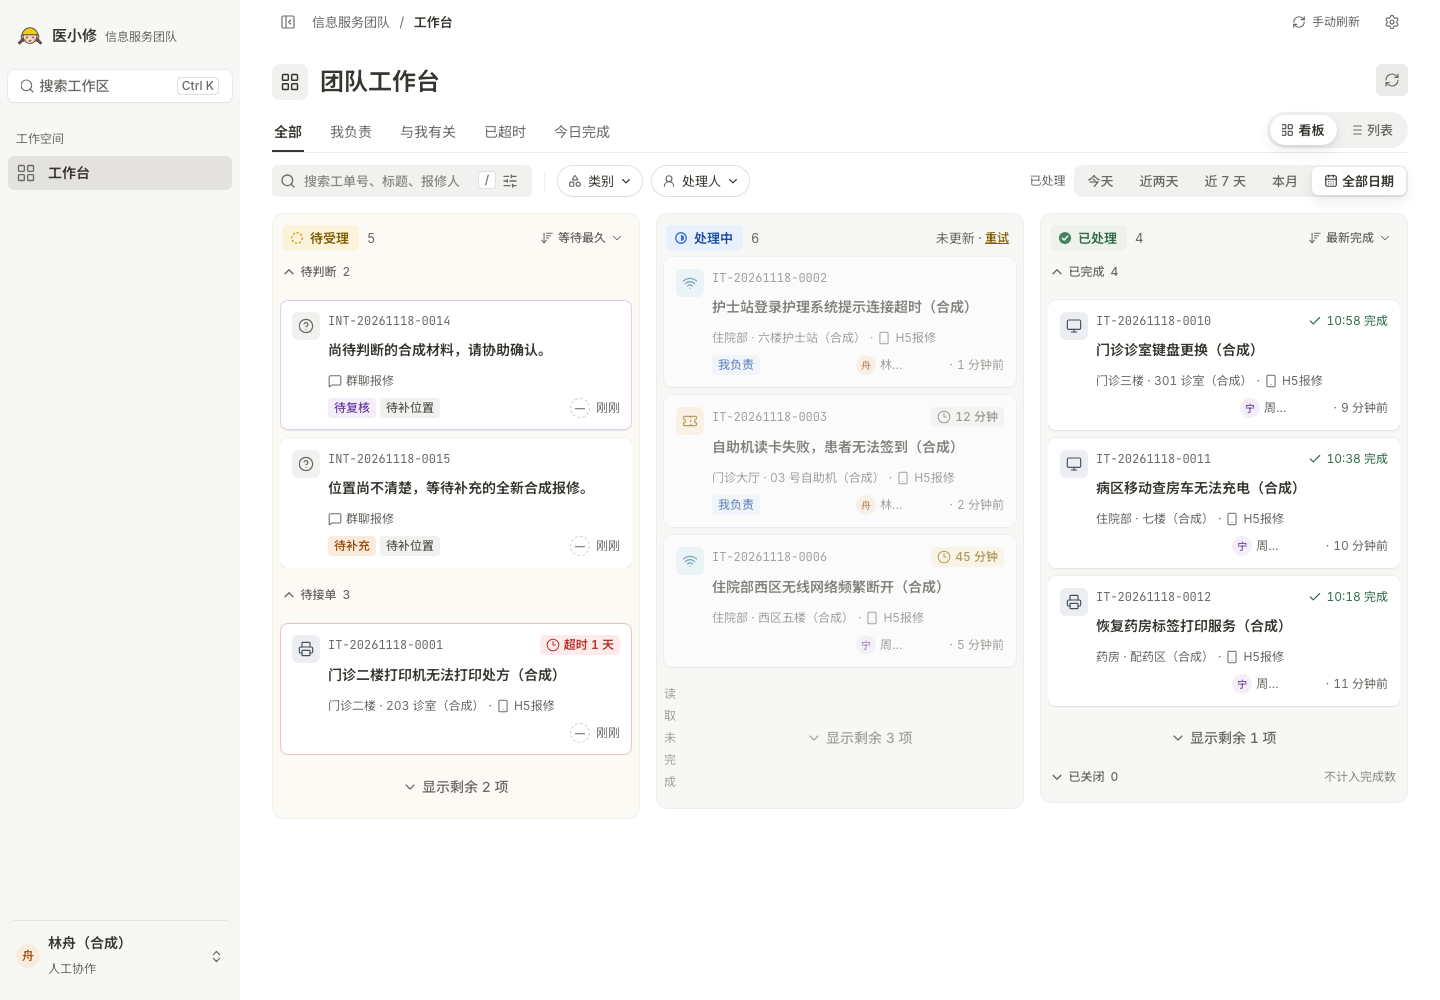 医小修 信息服务团队
搜索工作区 Ctrl K
工作空间
工作台
林舟（合成）
人工协作
舟
信息服务团队 / 工作台
手动刷新
团队工作台
全部 我负责 与我有关 已超时 今日完成
看板 列表
搜索工单号、标题、报修人 /
类别 处理人
已处理 今天 近两天 近 7 天 本月 全部日期
待受理 5 等待最久
待判断 2
INT-20261118-0014
尚待判断的合成材料，请协助确认。
群聊报修
待复核 待补位置 — 刚刚
INT-20261118-0015
位置尚不清楚，等待补充的全新合成报修。
群聊报修
待补充 待补位置 — 刚刚
待接单 3
IT-20261118-0001 超时 1 天
门诊二楼打印机无法打印处方（合成）
门诊二楼 · 203 诊室（合成） · H5报修
— 刚刚
显示剩余 2 项
处理中 6 未更新 · 重试
IT-20261118-0002
护士站登录护理系统提示连接超时（合成）
住院部 · 六楼护士站（合成） · H5报修
我负责 舟 林... · 1 分钟前
IT-20261118-0003 12 分钟
自助机读卡失败，患者无法签到（合成）
门诊大厅 · 03 号自助机（合成） · H5报修
我负责 舟 林... · 2 分钟前
IT-20261118-0006 45 分钟
住院部西区无线网络频繁断开（合成）
住院部 · 西区五楼（合成） · H5报修
宁 周... · 5 分钟前
读
取
未
完
成
显示剩余 3 项
已处理 4 最新完成
已完成 4
IT-20261118-0010 10:58 完成
门诊诊室键盘更换（合成）
门诊三楼 · 301 诊室（合成） · H5报修
宁 周... · 9 分钟前
IT-20261118-0011 10:38 完成
病区移动查房车无法充电（合成）
住院部 · 七楼（合成） · H5报修
宁 周... · 10 分钟前
IT-20261118-0012 10:18 完成
恢复药房标签打印服务（合成）
药房 · 配药区（合成） · H5报修
宁 周... · 11 分钟前
显示剩余 1 项
已关闭 0 不计入完成数